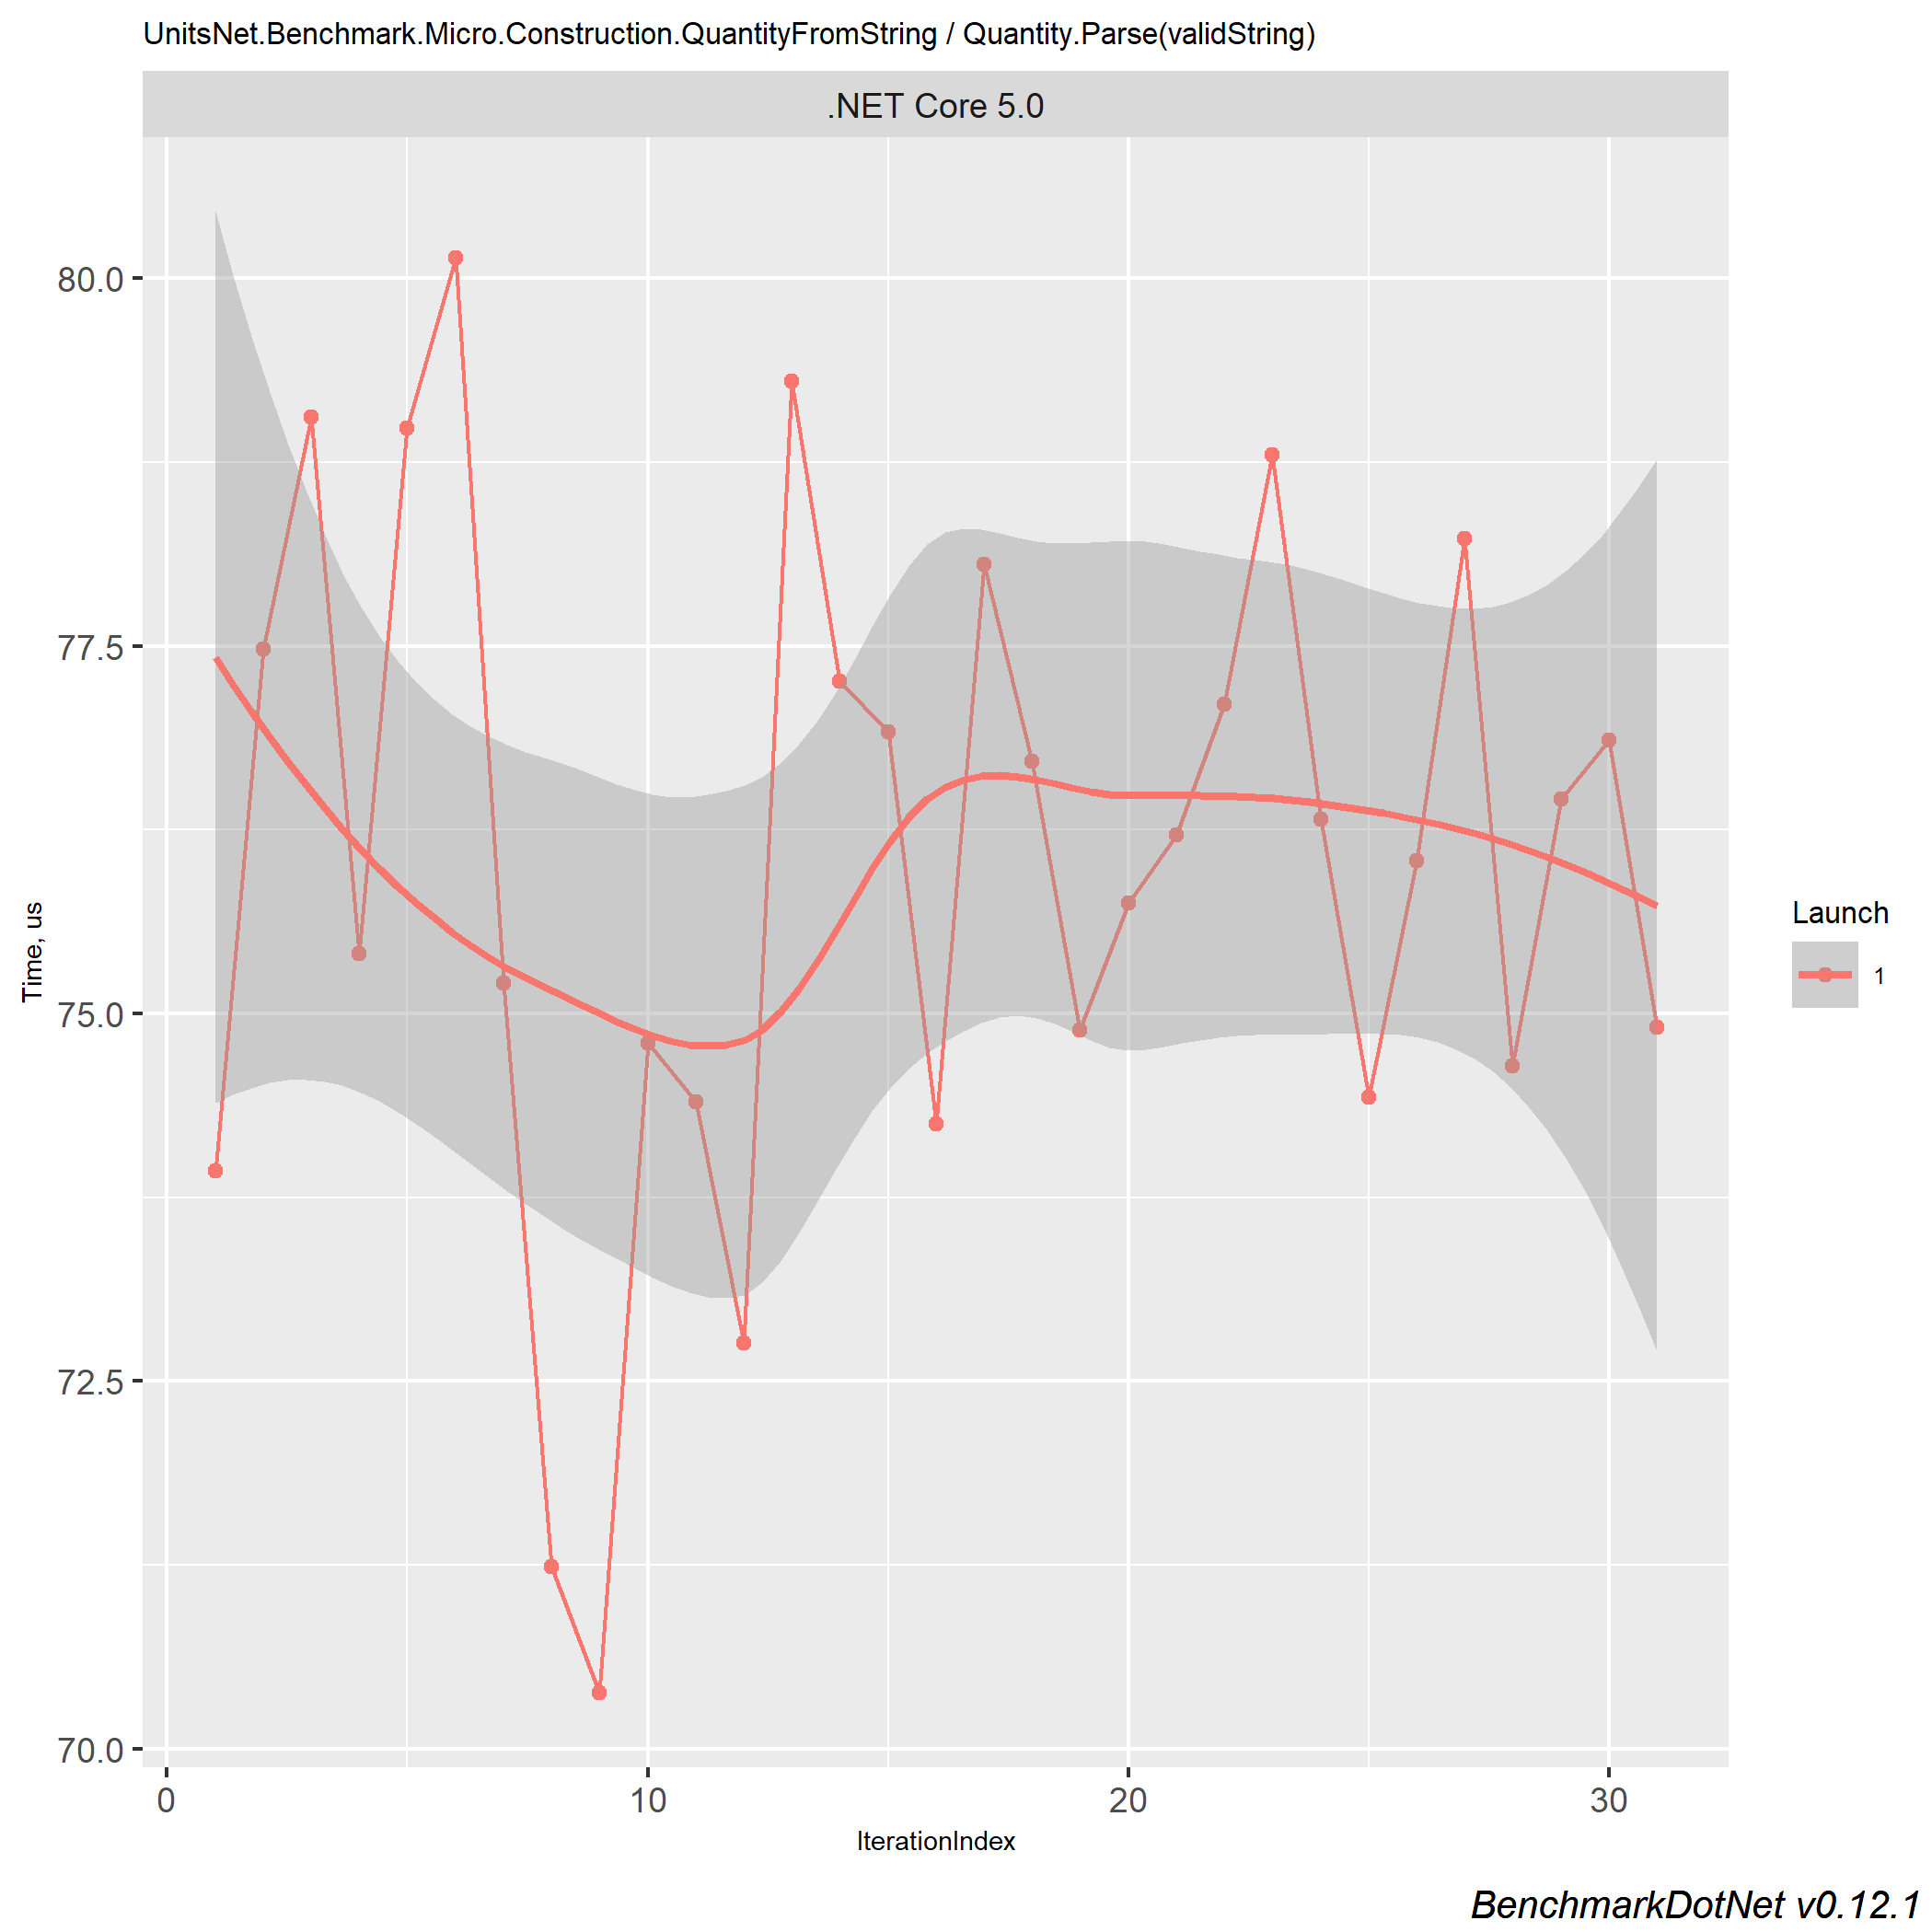 UnitsNet.Benchmark.Micro.Construction.QuantityFromString / Quantity.Parse(validString)
.NET Core 5.0
80.0
77.5
75.0
72.5
70.0
Time, us
0 10 20 30
IterationIndex
Launch
1
BenchmarkDotNet v0.12.1